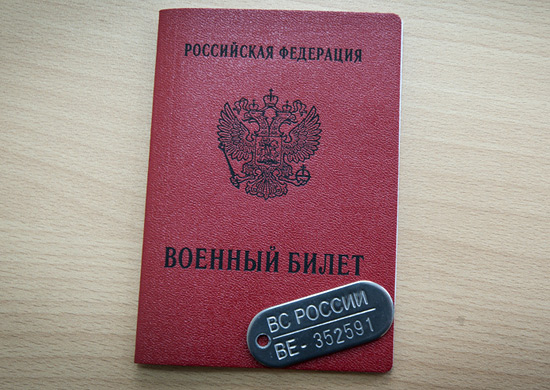 РОССИЙСКАЯ ФЕДЕРАЦИЯ
ВОЕННЫЙ БИЛЕТ
ВС РОССИИ
ВЕ - 352591